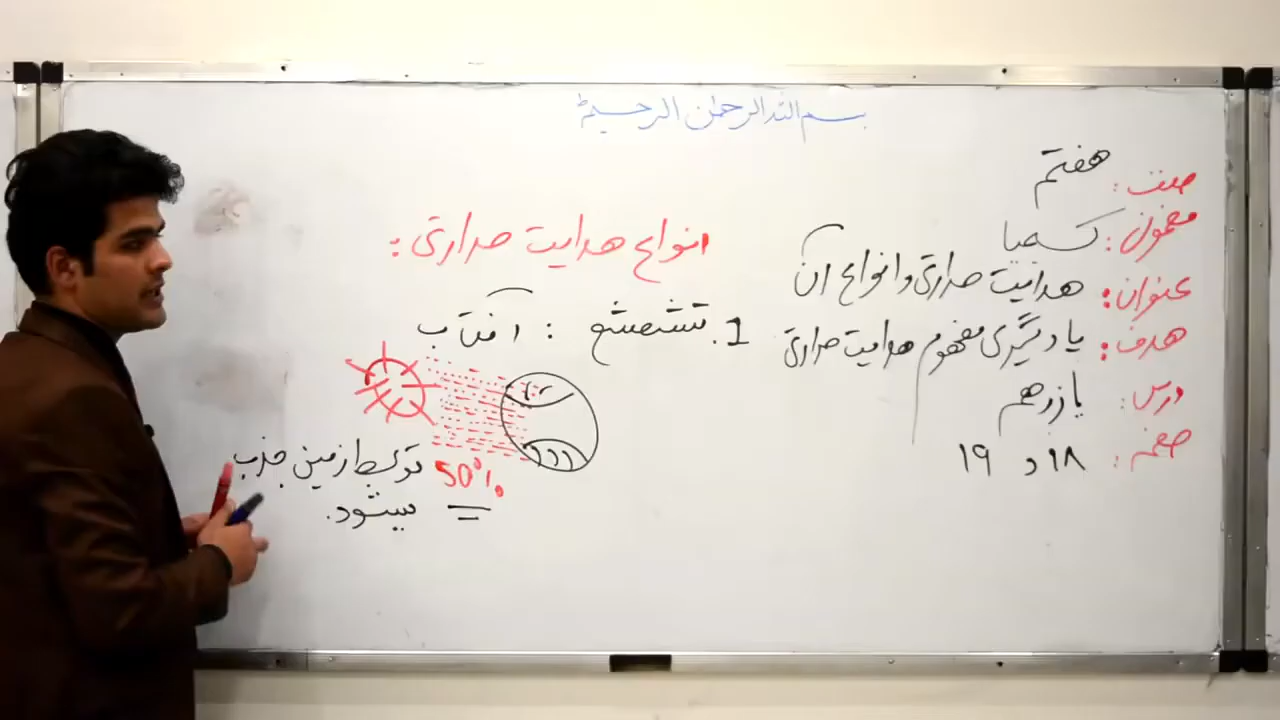 بسم الله الرحمن الرحیم
صنف: هفتم
مضمون: کیمیا
عنوان: هدایت حرارتی و انواع آن
هدف: یادگیری مفهوم هدایت حرارتی
درس: یازدهم
صفحه: ۱۸ و ۱۹
انواع هدایت حرارتی:
1. تشعشع: آفتاب
50% توسط زمین جذب
میشود.